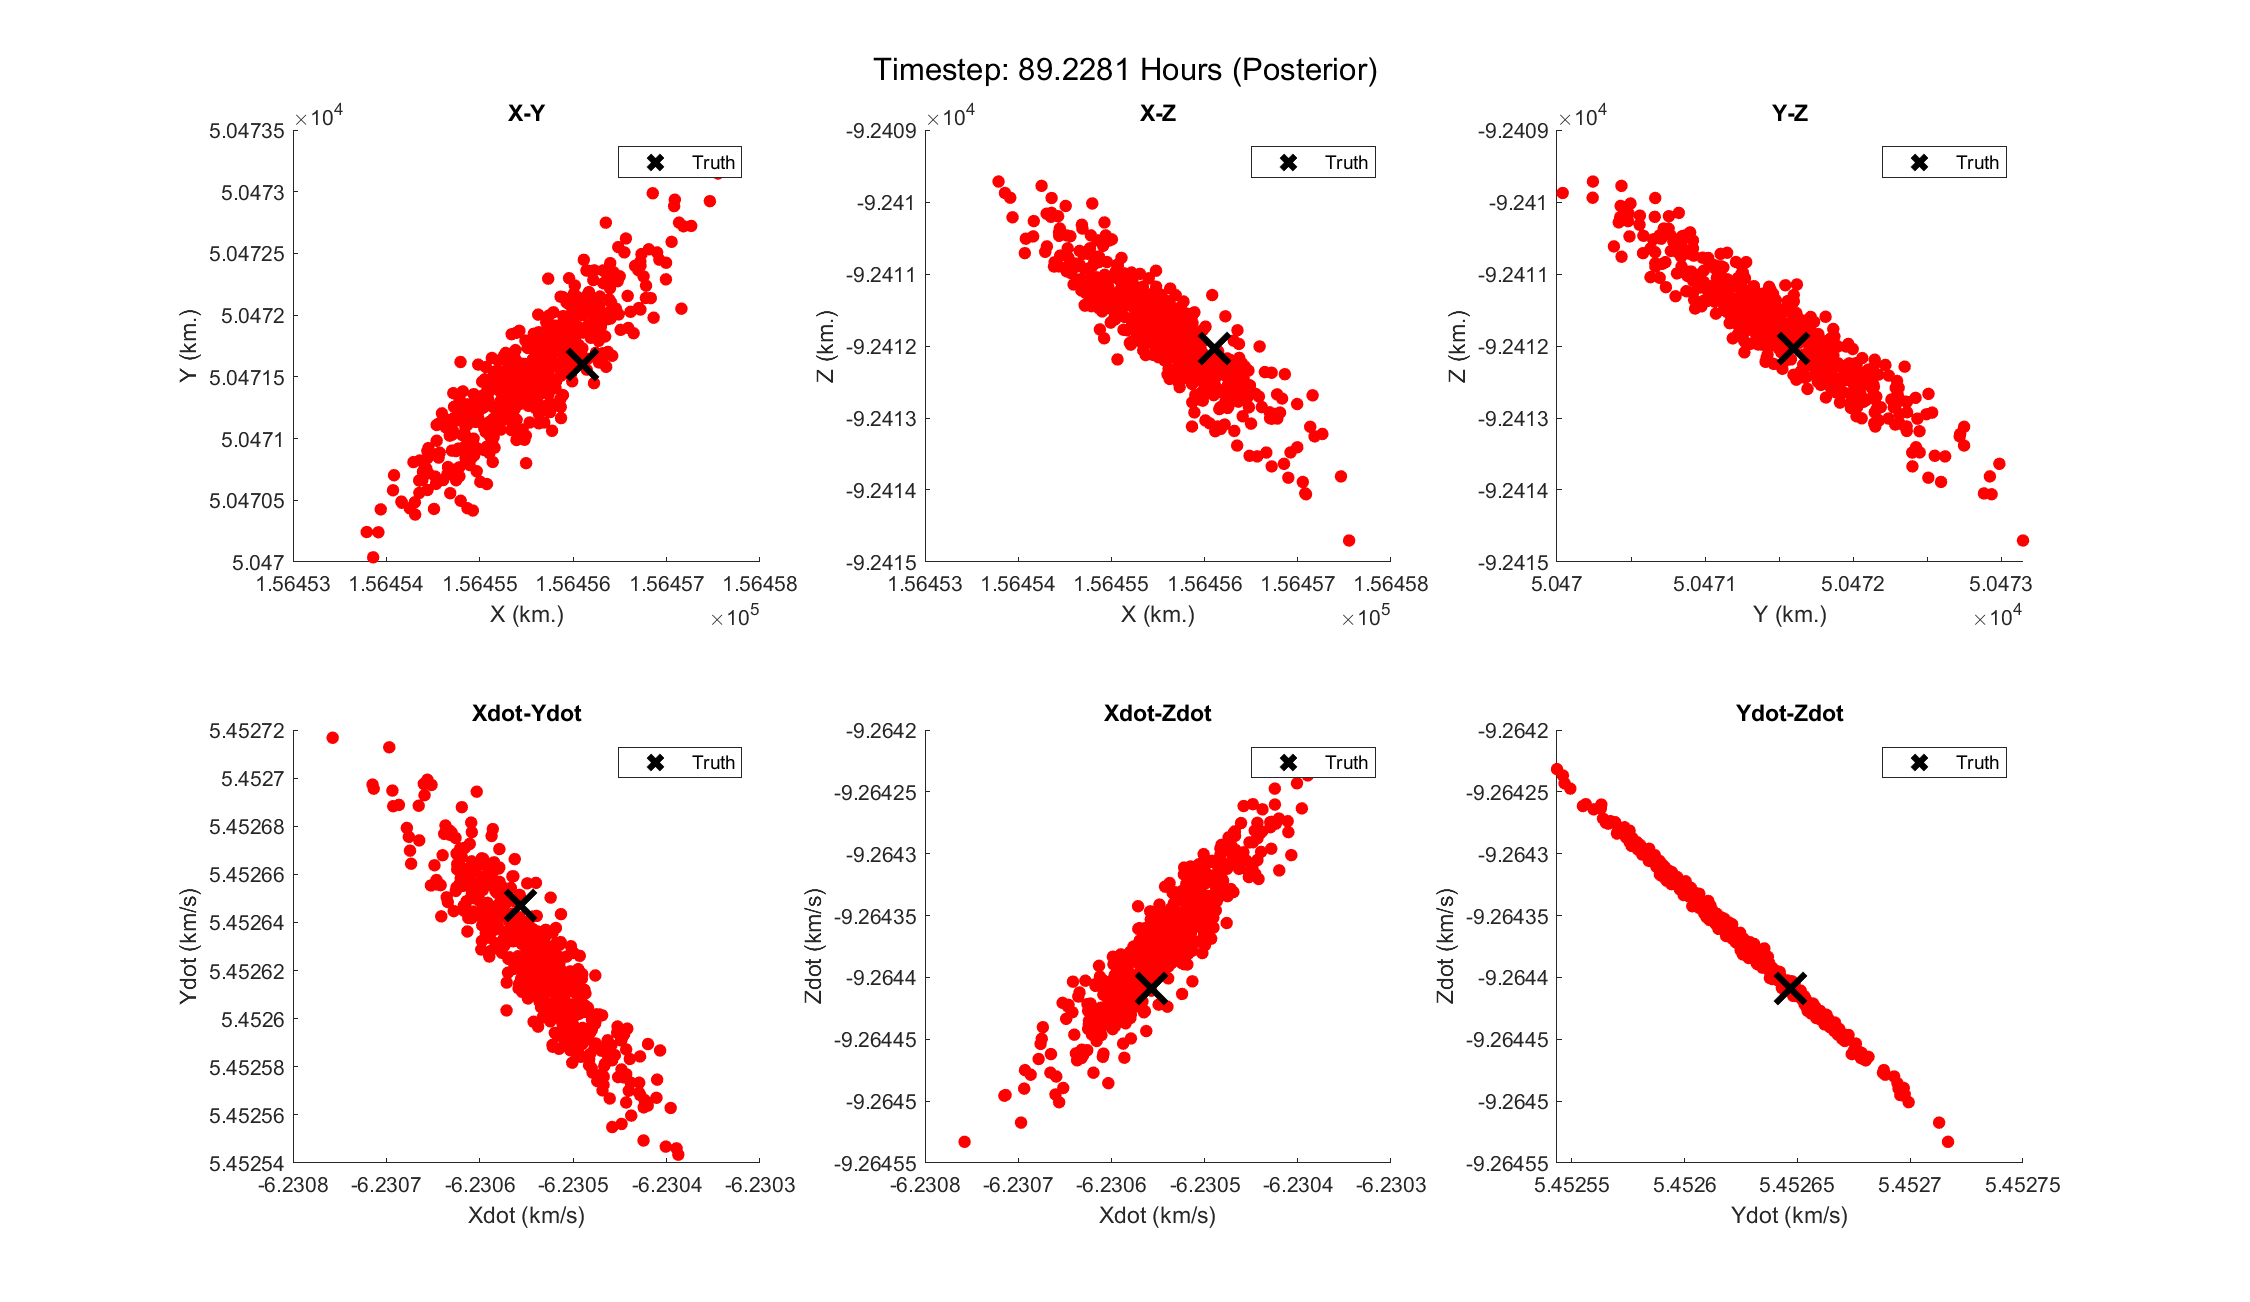 Timestep: 89.2281 Hours (Posterior)
X-Y
×10^4
5.04735
5.0473
5.04725
5.0472
5.04715
5.0471
5.04705
5.047
Y (km.)
Truth
1.56453 1.56454 1.56455 1.56456 1.56457 1.56458
X (km.)
×10^5
X-Z
×10^4
-9.2409
-9.241
-9.2411
-9.2412
-9.2413
-9.2414
-9.2415
Z (km.)
Truth
1.56453 1.56454 1.56455 1.56456 1.56457 1.56458
X (km.)
×10^5
Y-Z
×10^4
-9.2409
-9.241
-9.2411
-9.2412
-9.2413
-9.2414
-9.2415
Z (km.)
Truth
5.047 5.0471 5.0472 5.0473
Y (km.)
×10^4
Xdot-Ydot
5.45272
5.4527
5.45268
5.45266
5.45264
5.45262
5.4526
5.45258
5.45256
5.45254
Ydot (km/s)
Truth
-6.2308 -6.2307 -6.2306 -6.2305 -6.2304 -6.2303
Xdot (km/s)
Xdot-Zdot
-9.2642
-9.26425
-9.2643
-9.26435
-9.2644
-9.26445
-9.2645
-9.26455
Zdot (km/s)
Truth
-6.2308 -6.2307 -6.2306 -6.2305 -6.2304 -6.2303
Xdot (km/s)
Ydot-Zdot
-9.2642
-9.26425
-9.2643
-9.26435
-9.2644
-9.26445
-9.2645
-9.26455
Zdot (km/s)
Truth
5.45255 5.4526 5.45265 5.4527 5.45275
Ydot (km/s)